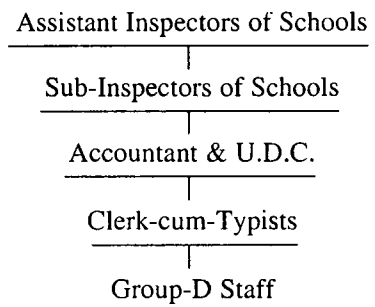 Assistant Inspectors of Schools
Sub-Inspectors of Schools
Accountant & U.D.C.
Clerk-cum-Typists
Group-D Staff